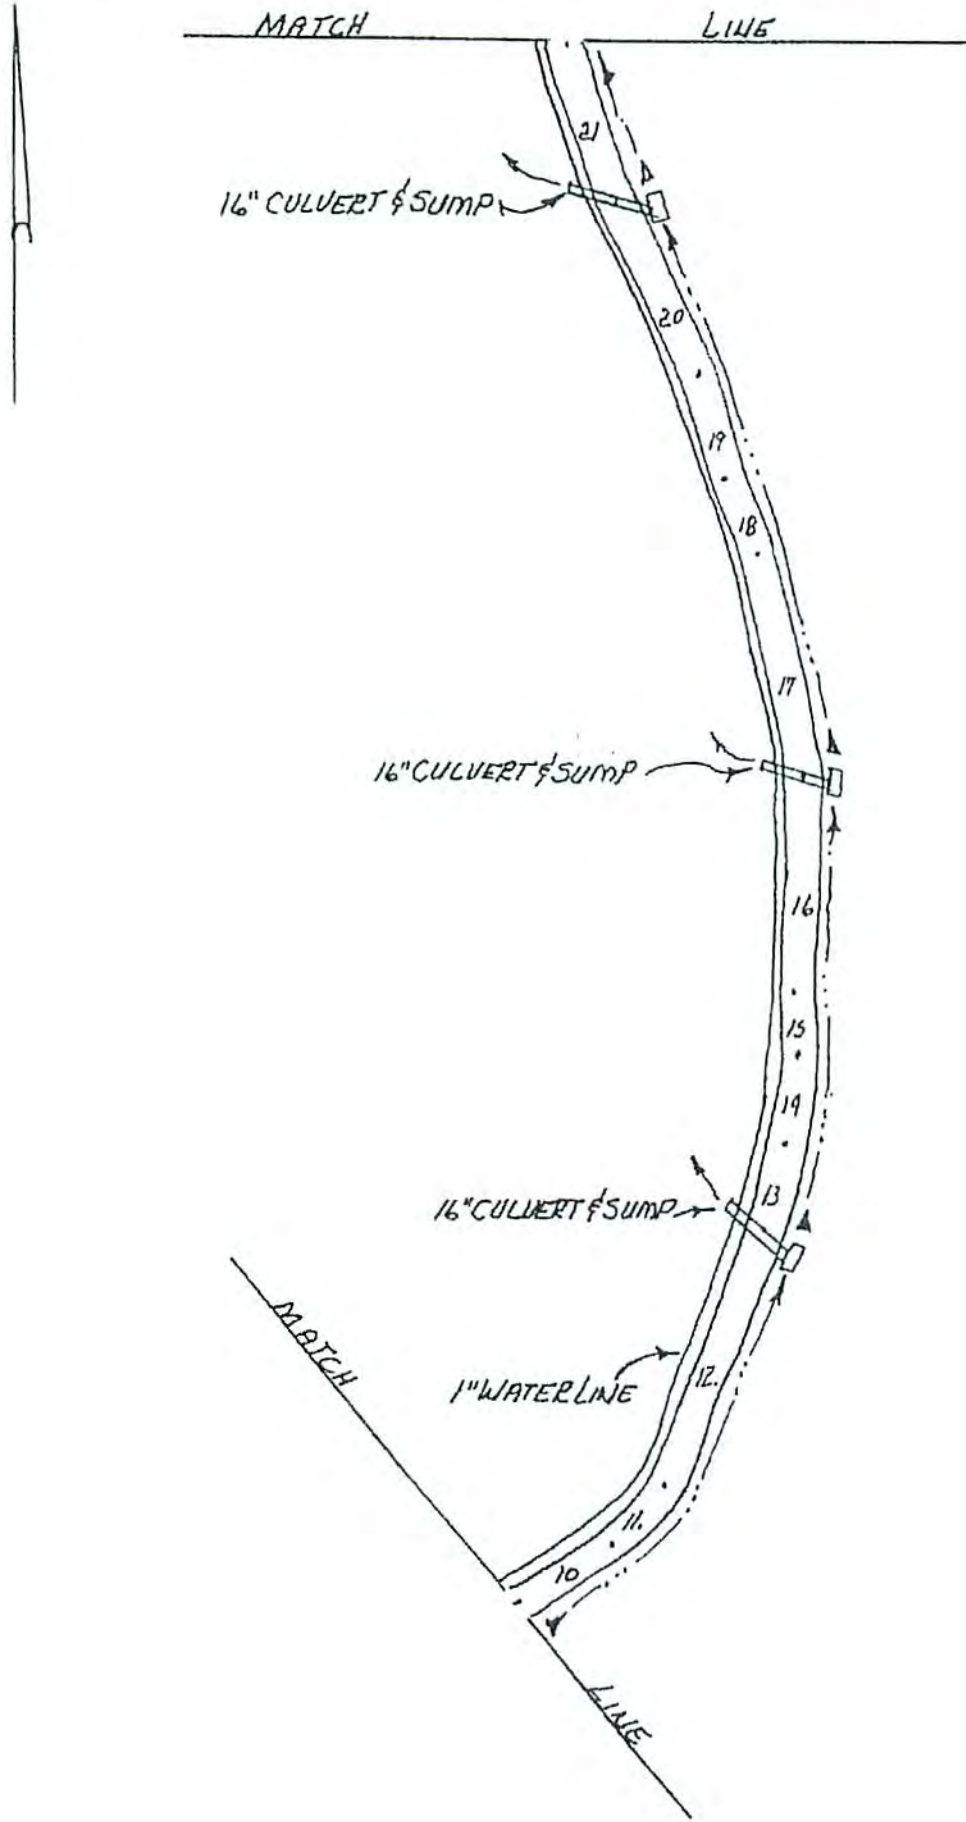 MATCH LINE
21
16" CULVERT & SUMP
20
19
18
17
16" CULVERT & SUMP
16
15
14
13
16" CULVERT & SUMP
MATCH
12.
1" WATER LINE
11.
10
LINE